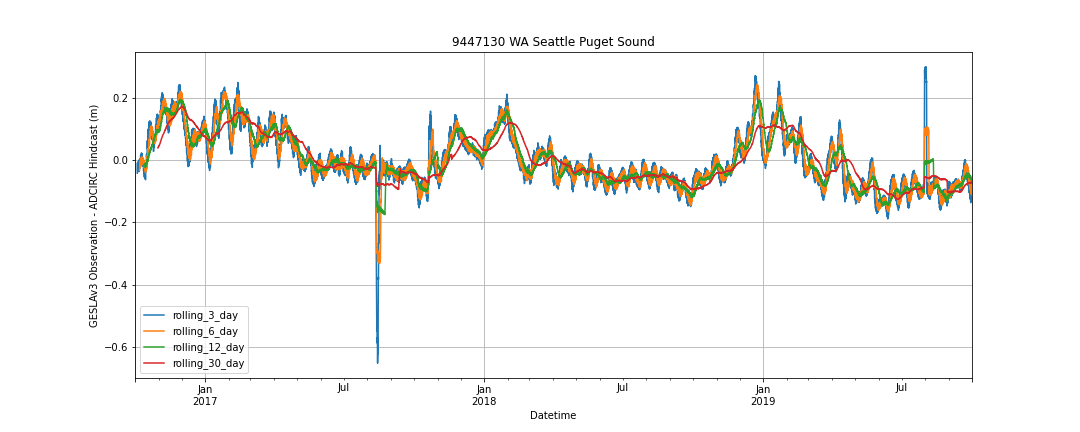 9447130 WA Seattle Puget Sound
GESLAv3 Observation - ADCIRC Hindcast (m)
0.2
0.0
−0.2
−0.4
−0.6
rolling_3_day
rolling_6_day
rolling_12_day
rolling_30_day
Jan
2017
Jul
Jan
2018
Jul
Jan
2019
Jul
Datetime